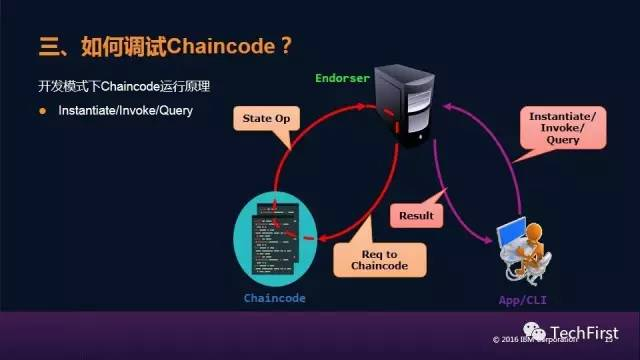 三、如何调试Chaincode？
开发模式下Chaincode运行原理
Instantiate/Invoke/Query
Endorser
State Op
Instantiate/
Invoke/
Query
Result
Req to
Chaincode
Chaincode
App/CLI
© 2016 IBM Corporation
TechFirst